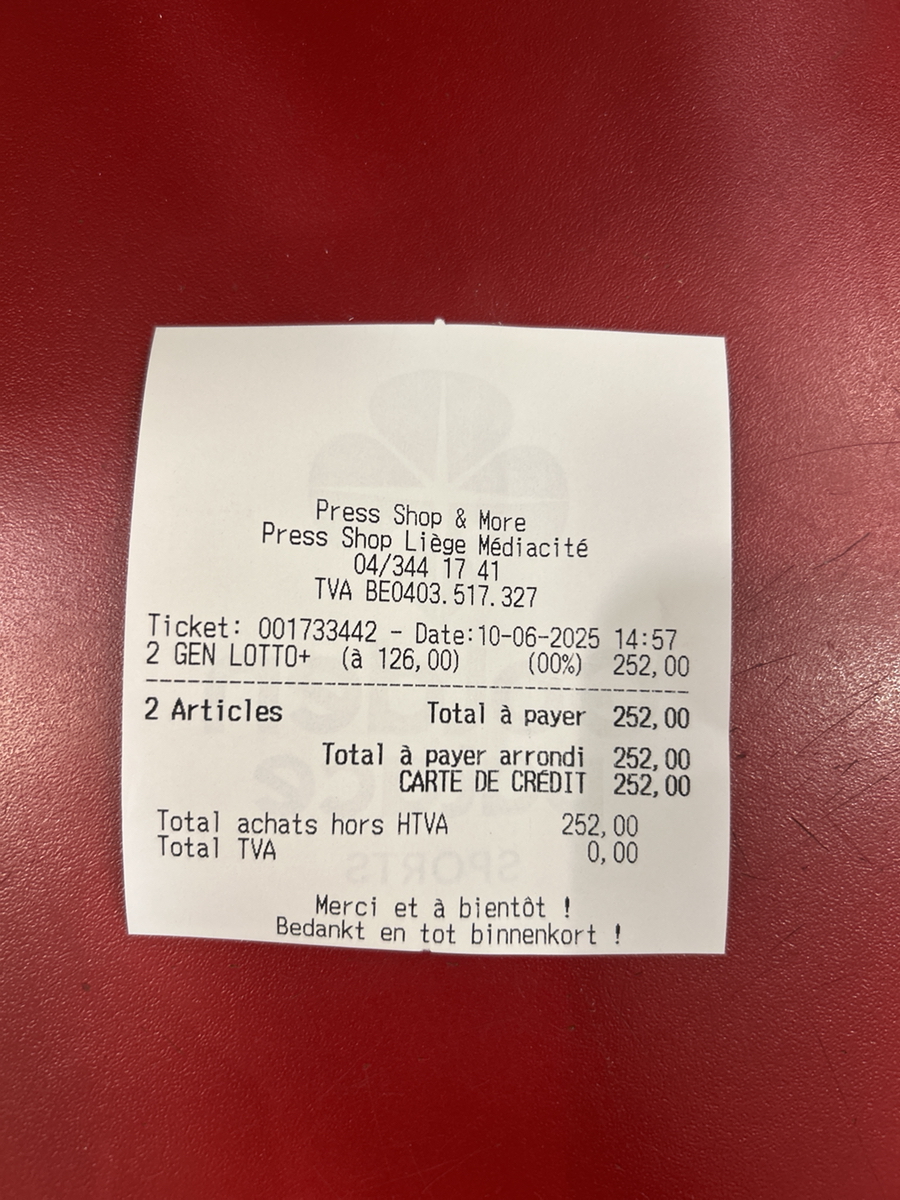 Press Shop & More
Press Shop Liège Médiacité
04/344 17 41
TVA BE0403.517.327
Ticket: 001733442 - Date:10-06-2025 14:57
2 GEN LOTTO+ (à 126,00) (00%) 252,00
2 Articles Total à payer 252,00
Total à payer arrondi 252,00
CARTE DE CRÉDIT 252,00
Total achats hors HTVA 252,00
Total TVA 0,00
SPORTS
Merci et à bientôt !
Bedankt en tot binnenkort !